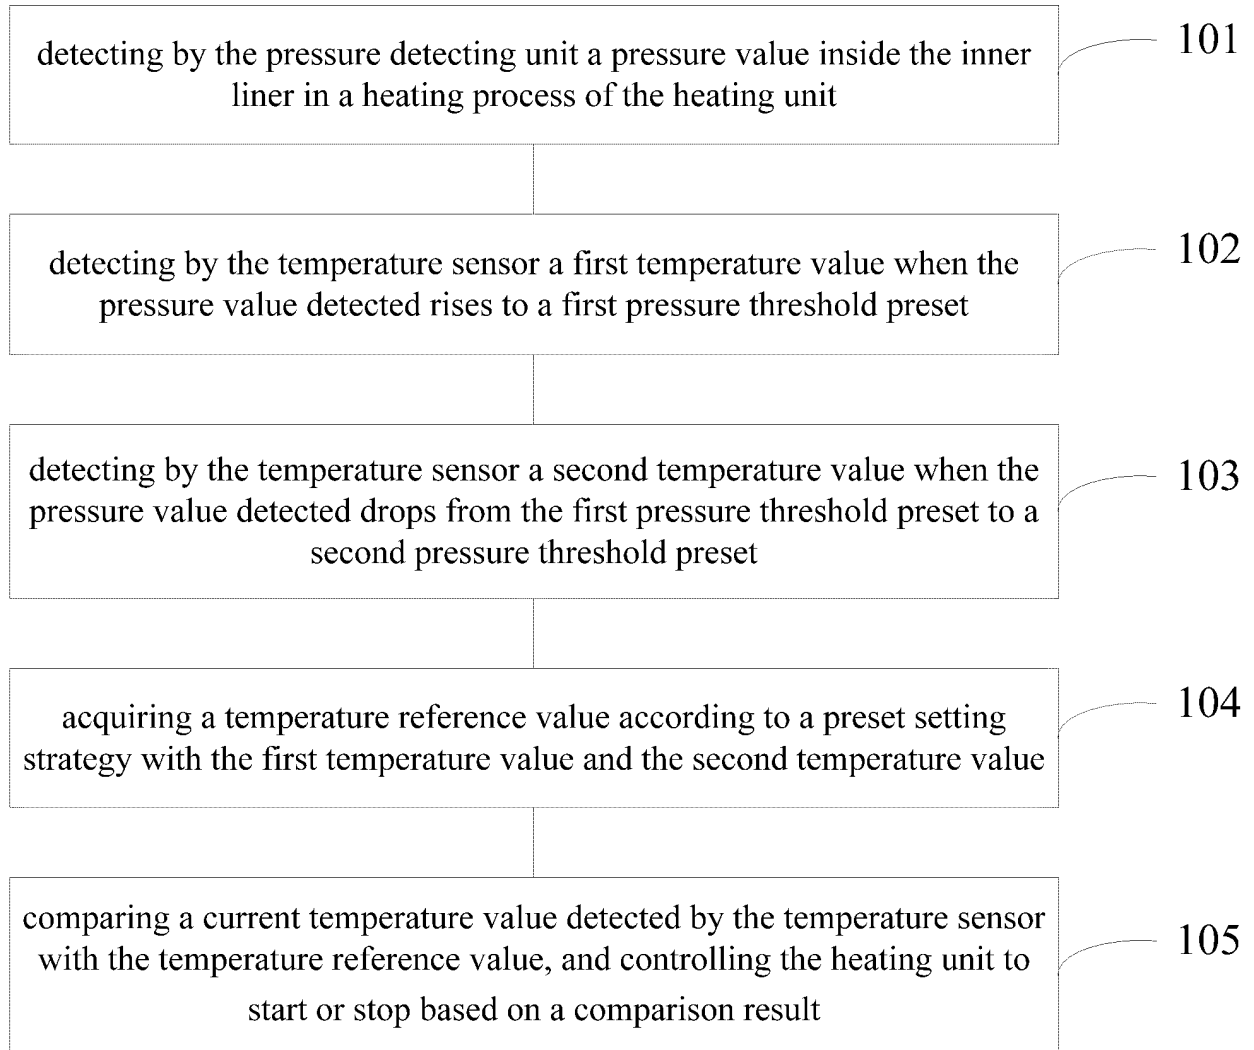 detecting by the pressure detecting unit a pressure value inside the inner
liner in a heating process of the heating unit
101
detecting by the temperature sensor a first temperature value when the
pressure value detected rises to a first pressure threshold preset
102
detecting by the temperature sensor a second temperature value when the
pressure value detected drops from the first pressure threshold preset to a
second pressure threshold preset
103
acquiring a temperature reference value according to a preset setting
strategy with the first temperature value and the second temperature value
104
comparing a current temperature value detected by the temperature sensor
with the temperature reference value, and controlling the heating unit to
start or stop based on a comparison result
105